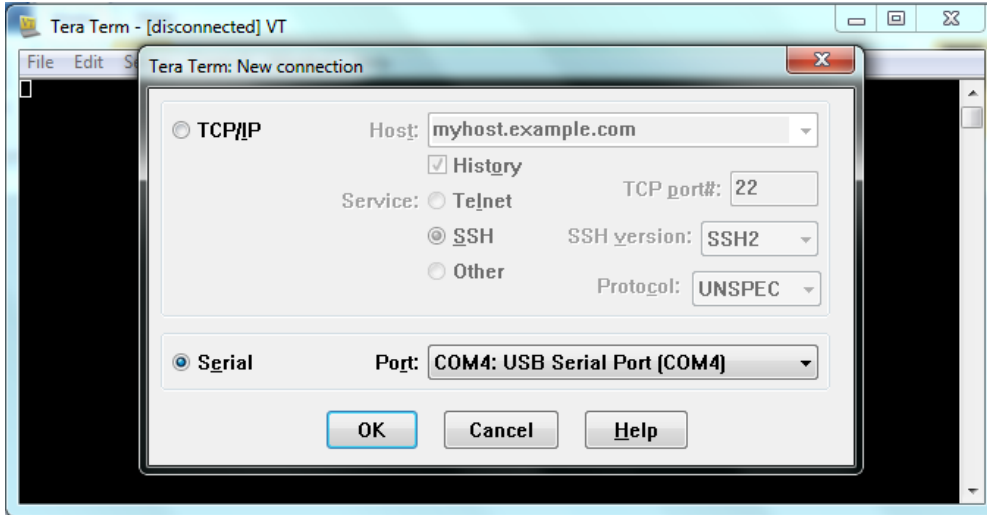 Tera Term - [disconnected] VT
File Edit
Tera Term: New connection
TCP/IP Host: myhost.example.com
History
Service: Telnet TCP port#: 22
SSH SSH version: SSH2
Other Protocol: UNSPEC
Serial Port: COM4: USB Serial Port (COM4)
OK Cancel Help